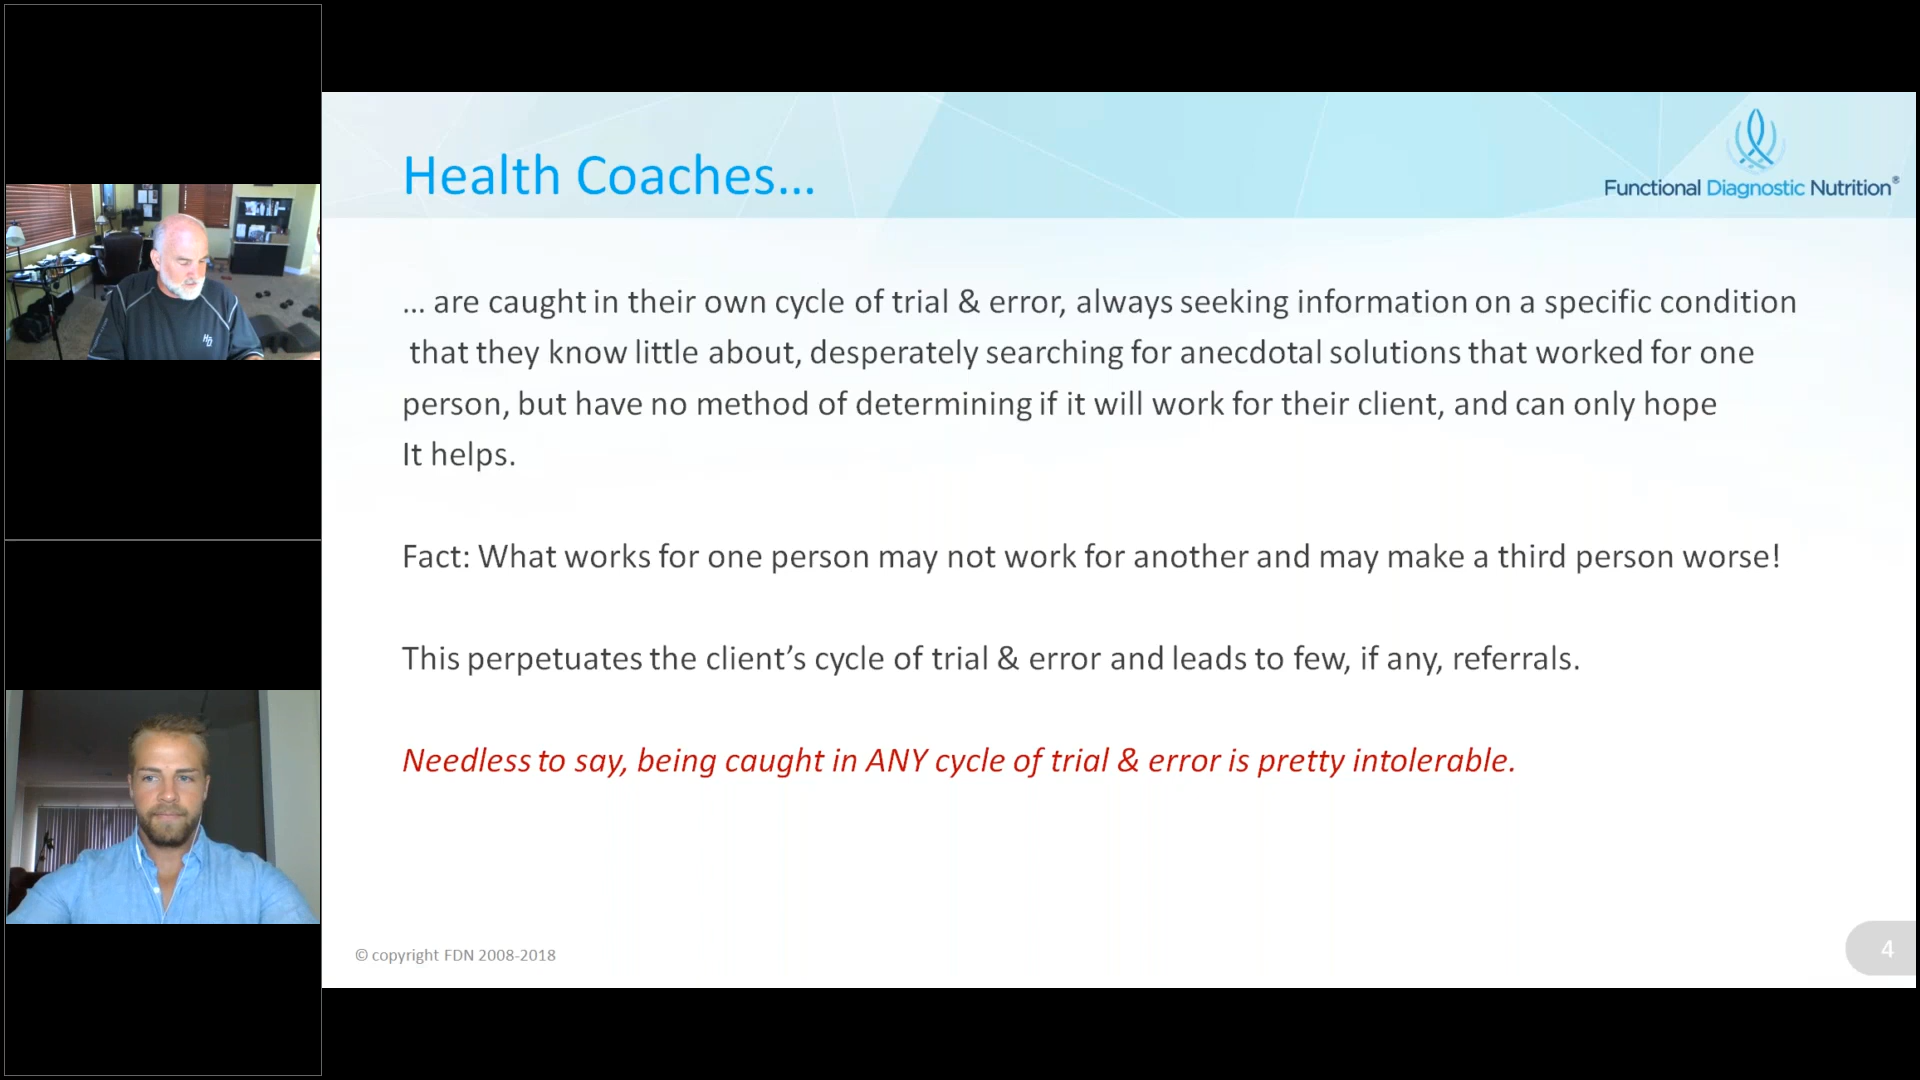 Health Coaches...
Functional Diagnostic Nutrition®
... are caught in their own cycle of trial & error, always seeking information on a specific condition
that they know little about, desperately searching for anecdotal solutions that worked for one
person, but have no method of determining if it will work for their client, and can only hope
It helps.
Fact: What works for one person may not work for another and may make a third person worse!
This perpetuates the client’s cycle of trial & error and leads to few, if any, referrals.
Needless to say, being caught in ANY cycle of trial & error is pretty intolerable.
© copyright FDN 2008-2018
4